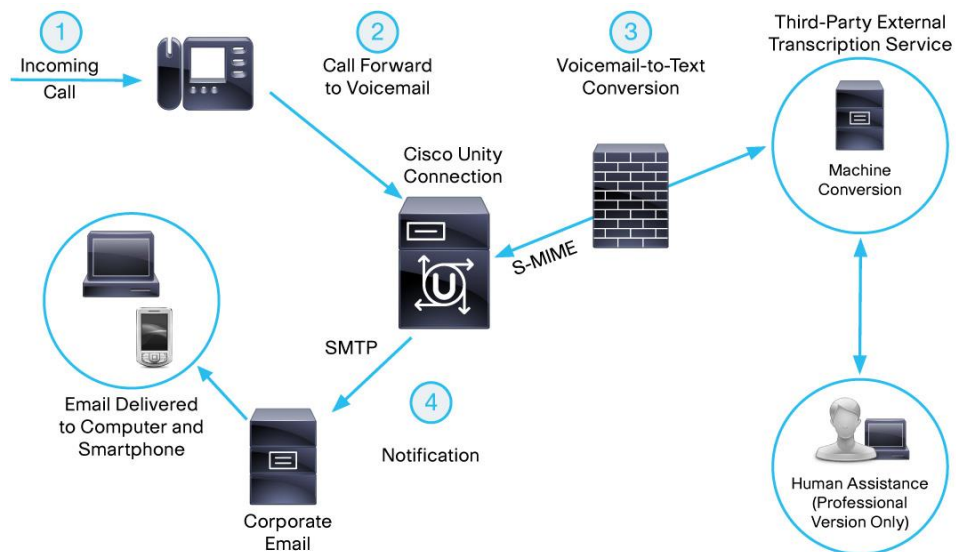 1
Incoming
Call
2
Call Forward
to Voicemail
3
Voicemail-to-Text
Conversion
Third-Party External
Transcription Service
Machine
Conversion
Cisco Unity
Connection
U
S-MIME
SMTP
Email Delivered
to Computer and
Smartphone
4
Notification
Corporate
Email
Human Assistance
(Professional
Version Only)